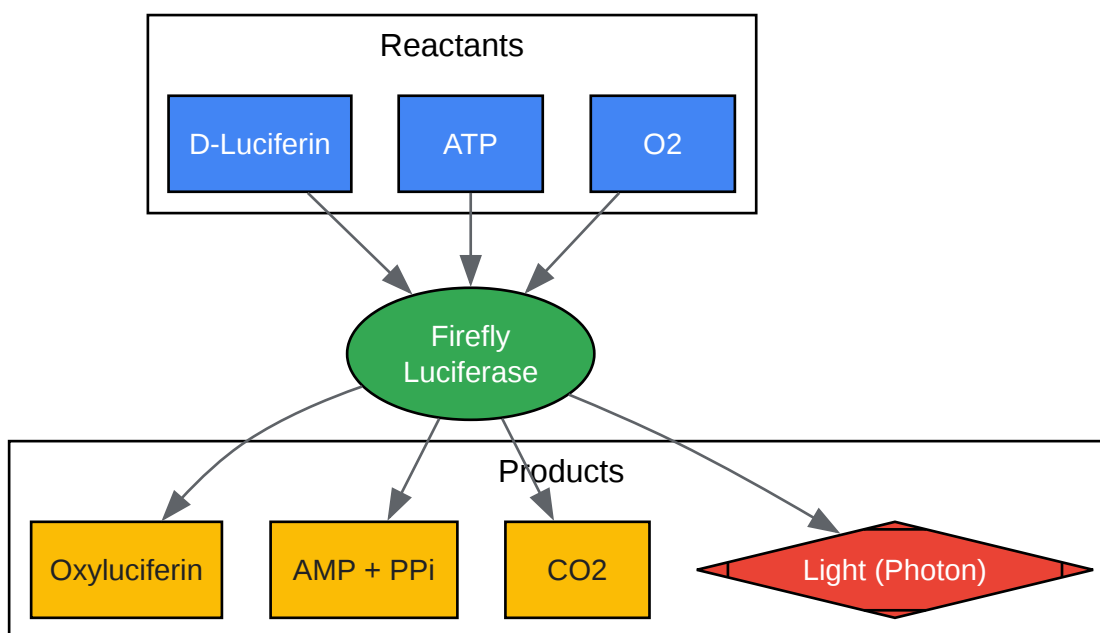 Reactants
D-Luciferin
ATP
O2
Firefly
Luciferase
Products
Oxyluciferin
AMP + PPi
CO2
Light (Photon)